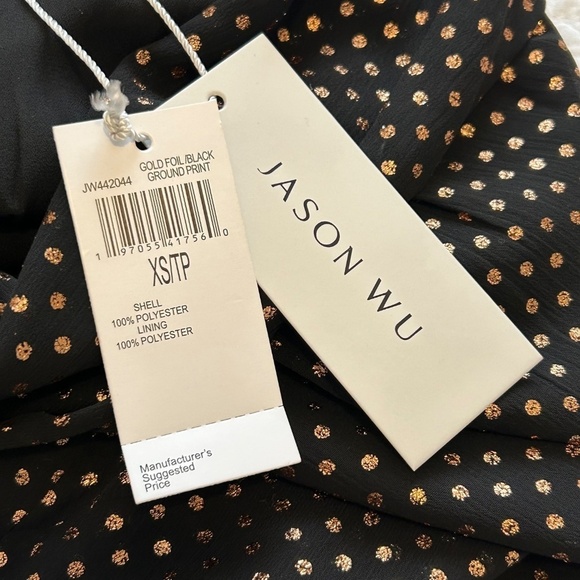 GOLD FOIL/BLACK
JW442044 GROUND PRINT
1 97055 41756 0
XS/TP
SHELL
100% POLYESTER
LINING
100% POLYESTER
Manufacturer's
Suggested
Price
JASON WU